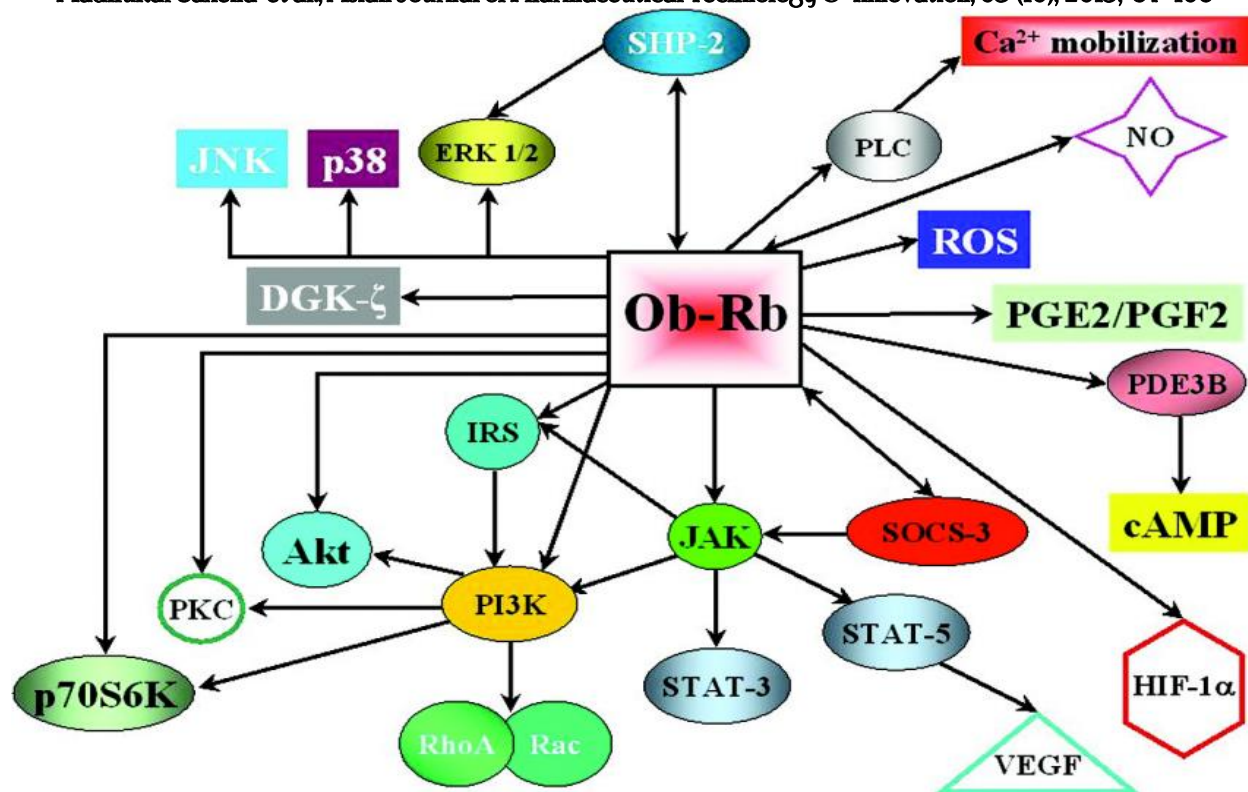 SHP-2
Ca²⁺ mobilization
JNK
p38
ERK 1/2
PLC
NO
ROS
DGK-ζ
Ob-Rb
PGE2/PGF2
PDE3B
IRS
cAMP
Akt
JAK
SOCS-3
PKC
PI3K
STAT-5
p70S6K
STAT-3
HIF-1α
RhoA
Rac
VEGF